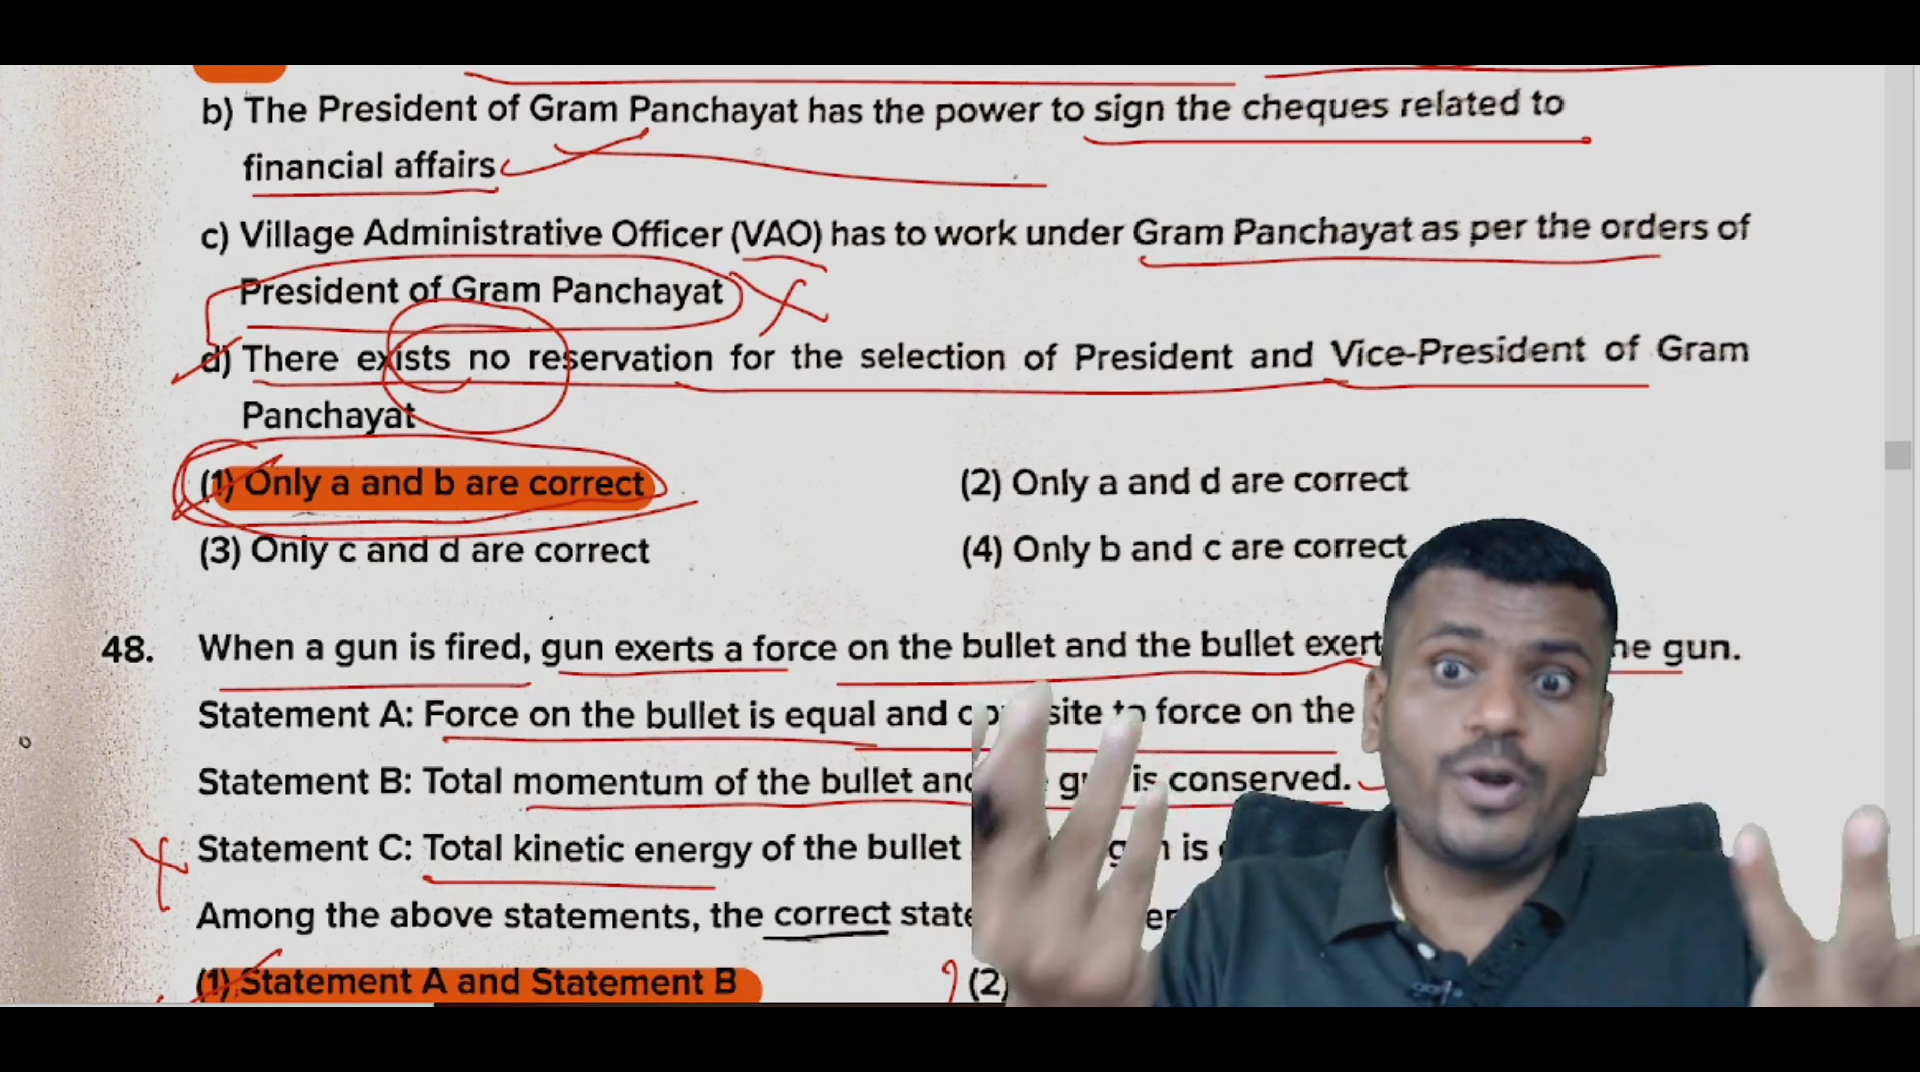 b) The President of Gram Panchayat has the power to sign the cheques related to
financial affairs
c) Village Administrative Officer (VAO) has to work under Gram Panchayat as per the orders of
President of Gram Panchayat
d) There exists no reservation for the selection of President and Vice-President of Gram
Panchayat
(1) Only a and b are correct
(2) Only a and d are correct
(3) Only c and d are correct
(4) Only b and c are correct
48. When a gun is fired, gun exerts a force on the bullet and the bullet exert gun.
Statement A: Force on the bullet is equal and to force on the
Statement B: Total momentum of the bullet is conserved.
Statement C: Total kinetic energy of the bullet is
Among the above statements, the correct
(1) Statement A and Statement B
(2)